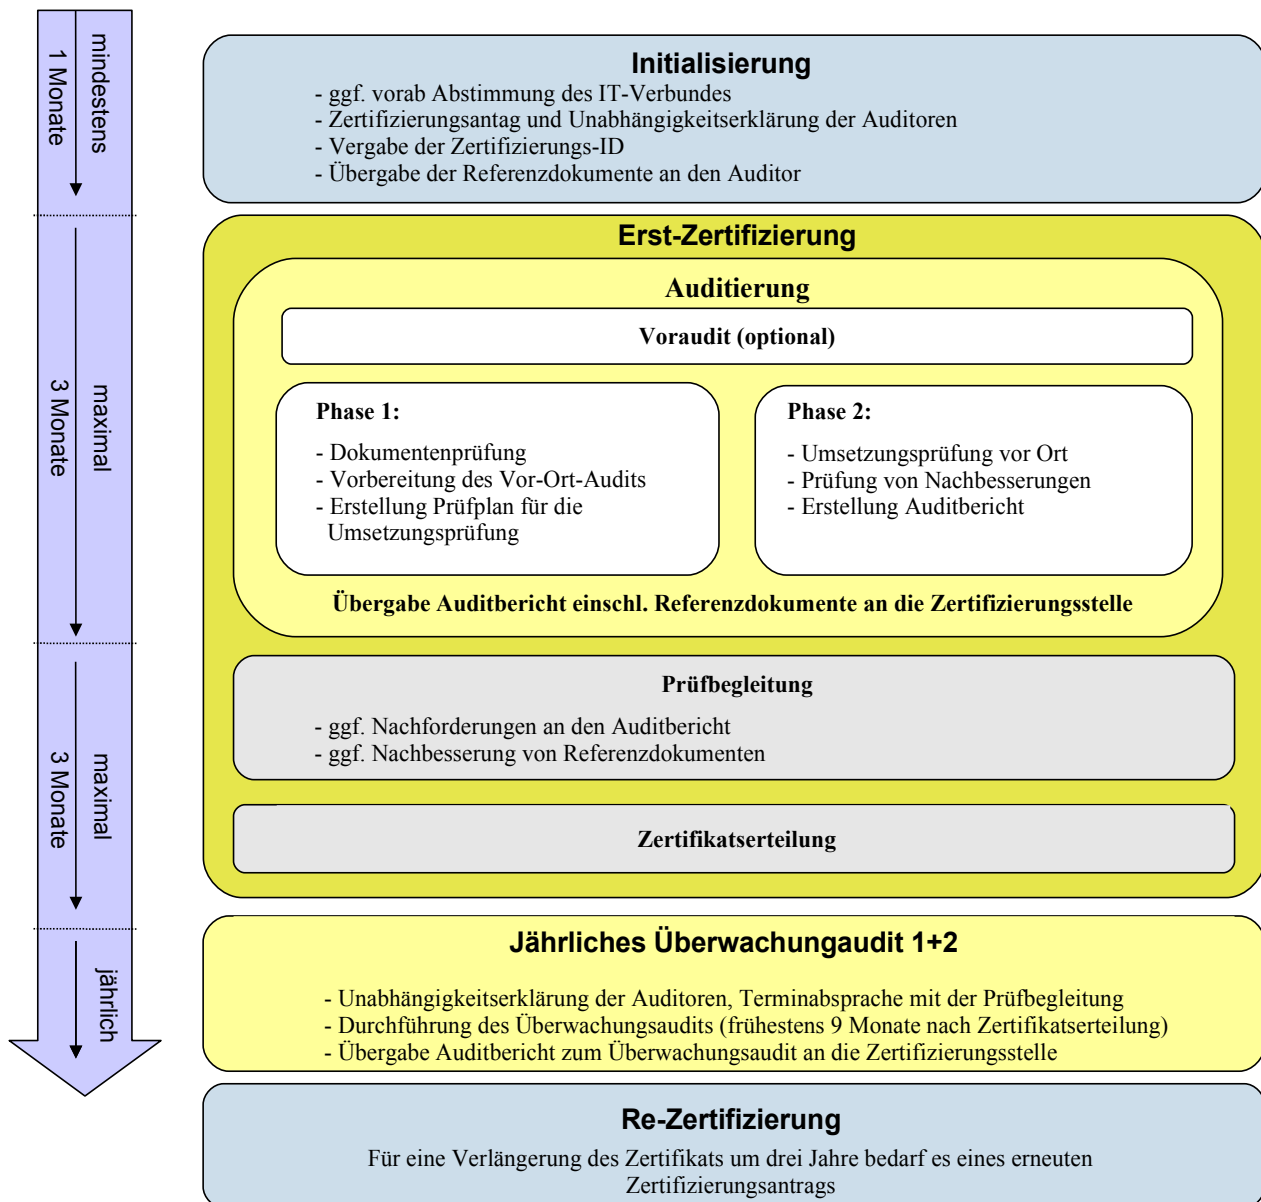 mindestens
1 Monate
Initialisierung
- ggf. vorab Abstimmung des IT-Verbundes
- Zertifizierungsantag und Unabhängigkeitserklärung der Auditoren
- Vergabe der Zertifizierungs-ID
- Übergabe der Referenzdokumente an den Auditor
maximal
3 Monate
Erst-Zertifizierung
Auditierung
Voraudit (optional)
Phase 1:
- Dokumentenprüfung
- Vorbereitung des Vor-Ort-Audits
- Erstellung Prüfplan für die
Umsetzungsprüfung
Phase 2:
- Umsetzungsprüfung vor Ort
- Prüfung von Nachbesserungen
- Erstellung Auditbericht
Übergabe Auditbericht einschl. Referenzdokumente an die Zertifizierungsstelle
maximal
3 Monate
Prüfbegleitung
- ggf. Nachforderungen an den Auditbericht
- ggf. Nachbesserung von Referenzdokumenten
Zertifikatserteilung
jährlich
Jährliches Überwachungaudit 1+2
- Unabhängigkeitserklärung der Auditoren, Terminabsprache mit der Prüfbegleitung
- Durchführung des Überwachungsaudits (frühestens 9 Monate nach Zertifikatserteilung)
- Übergabe Auditbericht zum Überwachungsaudit an die Zertifizierungsstelle
Re-Zertifizierung
Für eine Verlängerung des Zertifikats um drei Jahre bedarf es eines erneuten
Zertifizierungsantrags